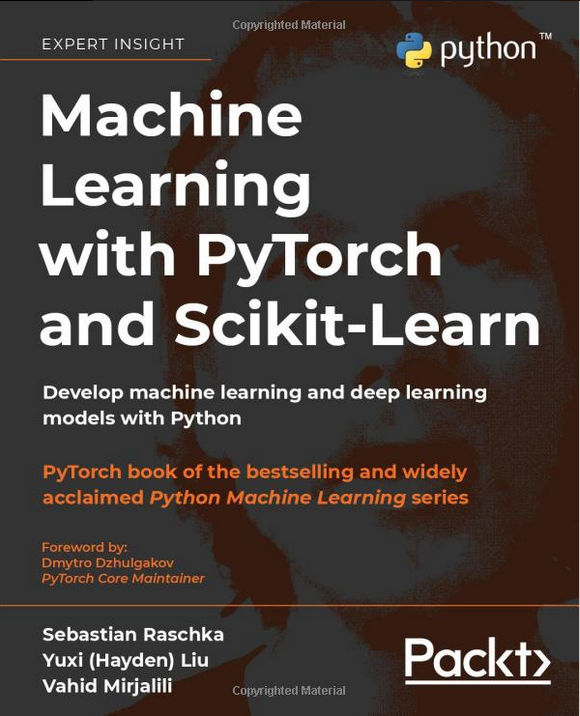 Copyrighted Material
EXPERT INSIGHT
python™
Machine
Learning
with PyTorch
and Scikit-Learn
Develop machine learning and deep learning
models with Python
PyTorch book of the bestselling and widely
acclaimed Python Machine Learning series
Foreword by:
Dmytro Dzhulgakov
PyTorch Core Maintainer
Sebastian Raschka
Yuxi (Hayden) Liu
Vahid Mirjalili
Packt>
Copyrighted Material